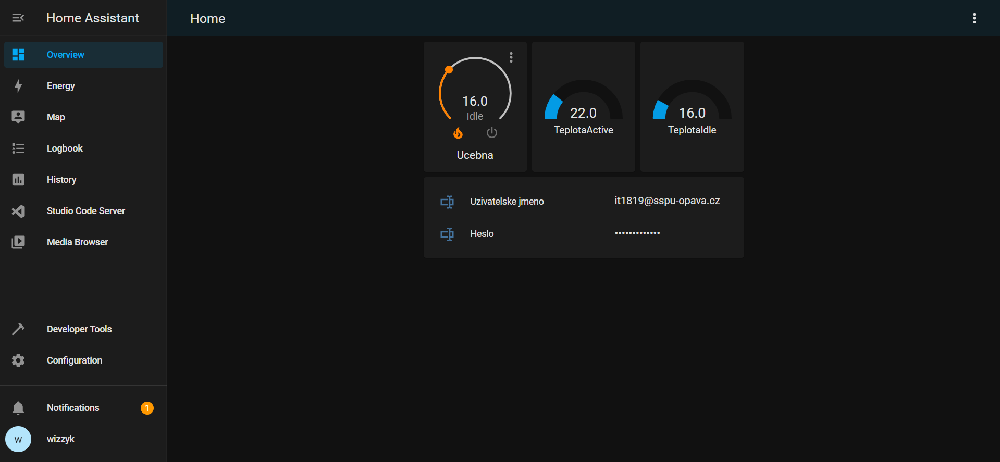 Home Assistant
Overview
Energy
Map
Logbook
History
Studio Code Server
Media Browser
Developer Tools
Configuration
Notifications 1
W wizzyk
Home
16.0
Idle
Ucebna
22.0
TeplotaActive
16.0
TeplotaIdle
Uzivatelske jmeno it1819@sspu-opava.cz
Heslo •••••••••••••